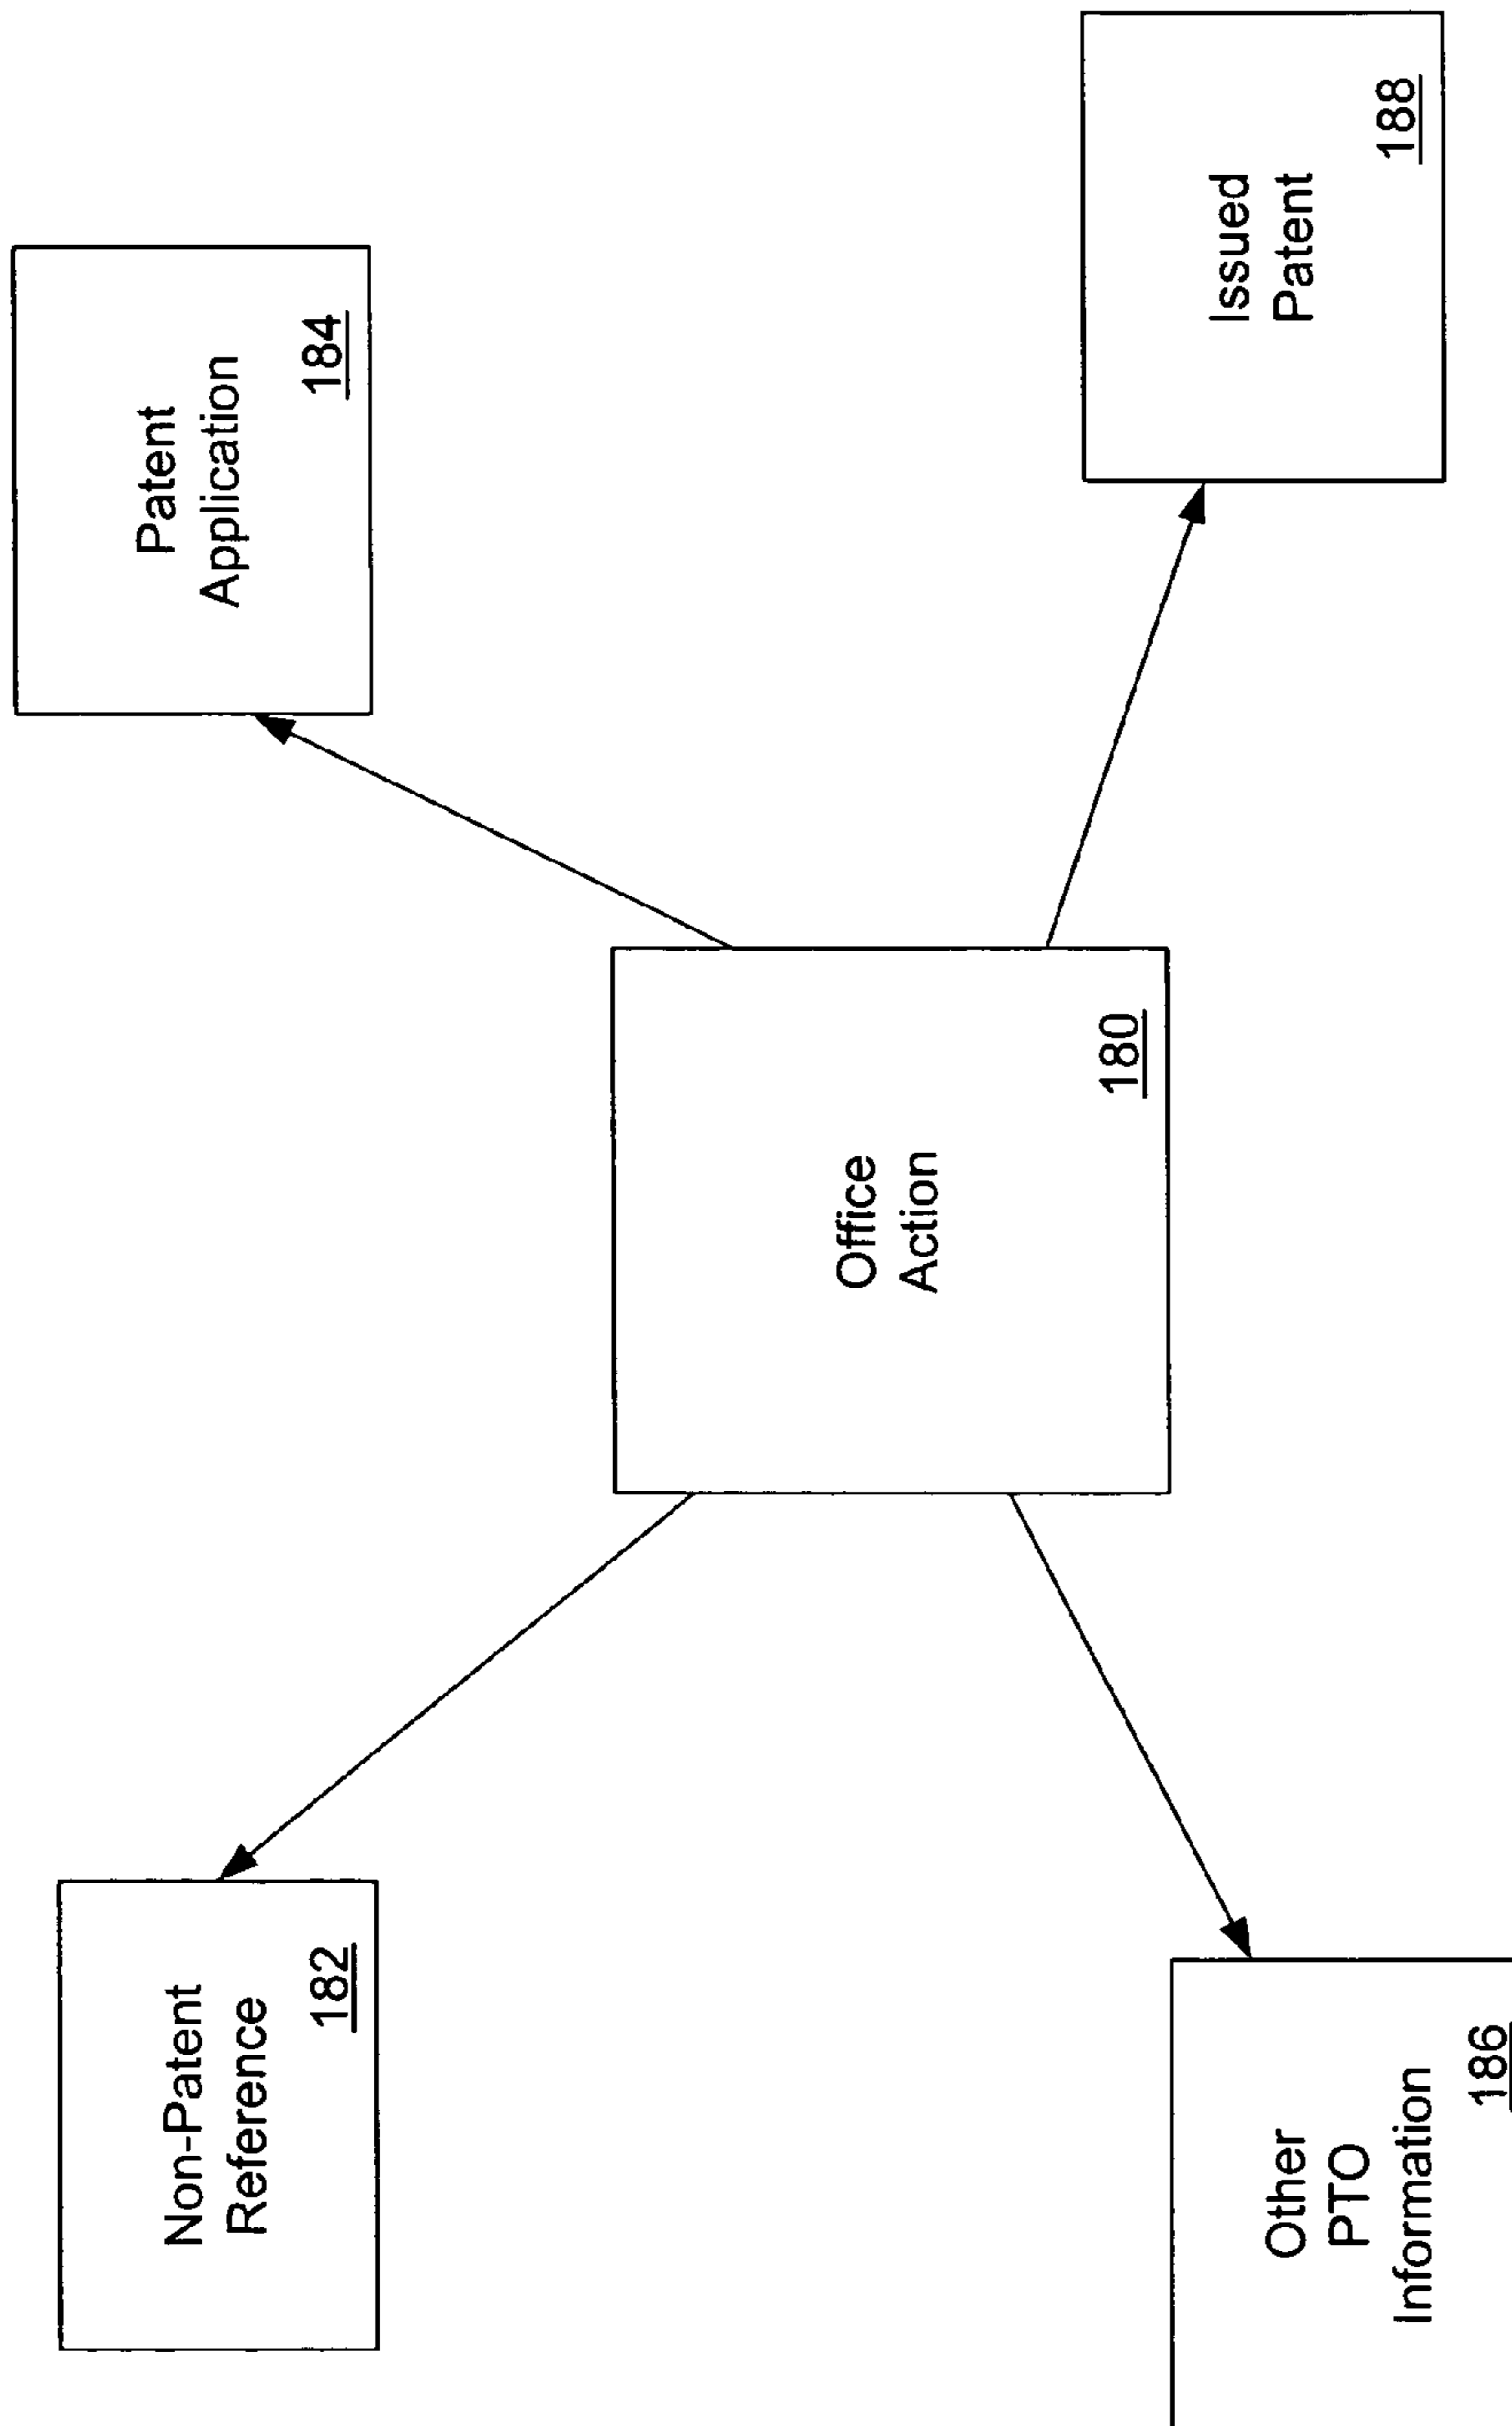 Non-Patent
Reference
182
Patent
Application
184
Office
Action
180
Other
PTO
Information
186
Issued
Patent
188